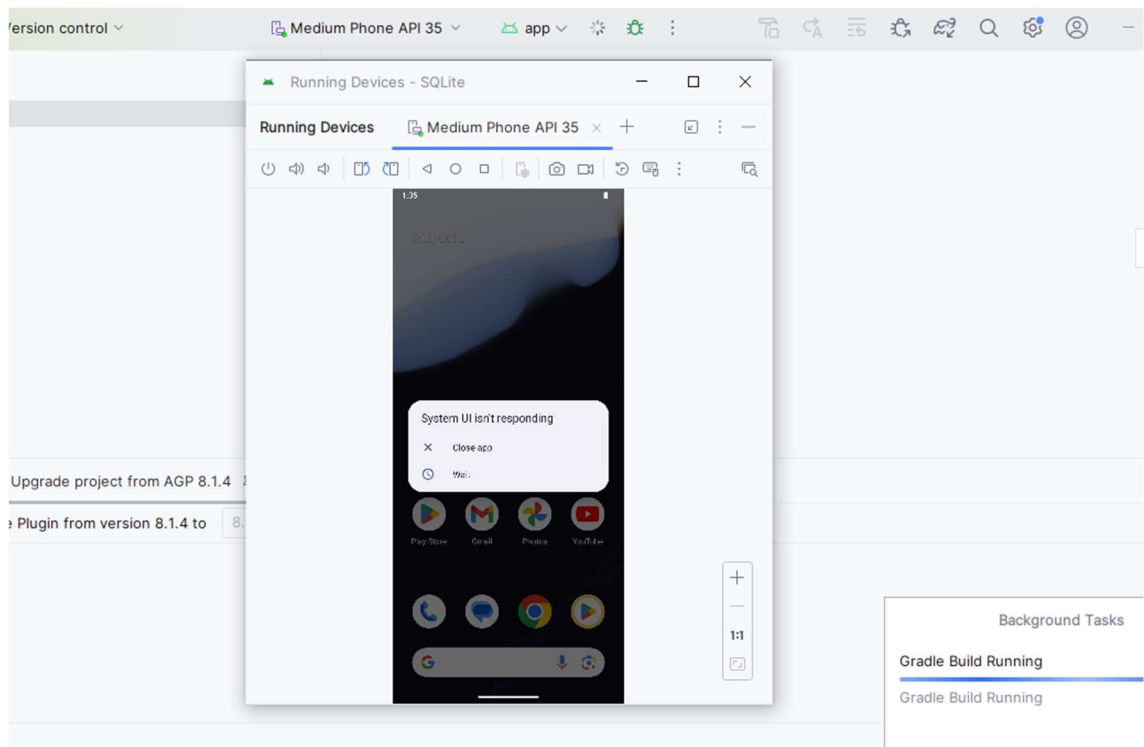 Version control
Medium Phone API 35
app
Running Devices - SQLite
Running Devices
Medium Phone API 35
1:05
System UI isn't responding
Close app
Wait
Upgrade project from AGP 8.1.4
Plugin from version 8.1.4 to
8.
Play Store
Gmail
Photos
YouTube
1:1
Background Tasks
Gradle Build Running
Gradle Build Running